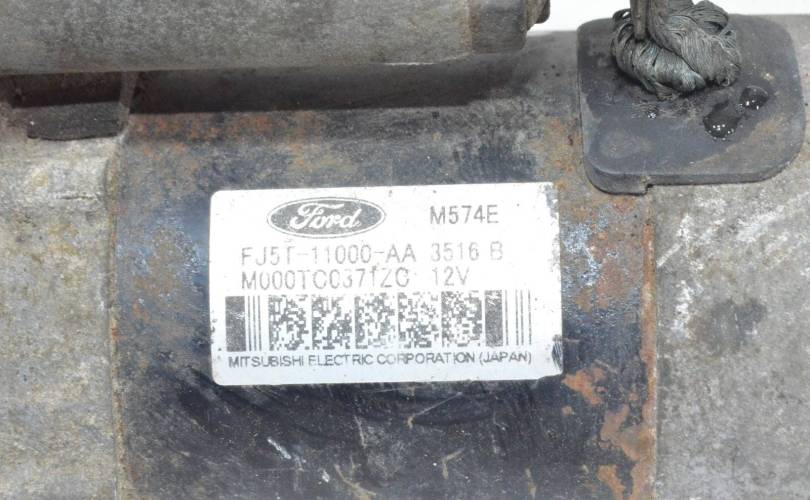 Ford M574E
FJ5T-11000-AA 3516 B
M000TC0371ZC 12V
MITSUBISHI ELECTRIC CORPORATION (JAPAN)